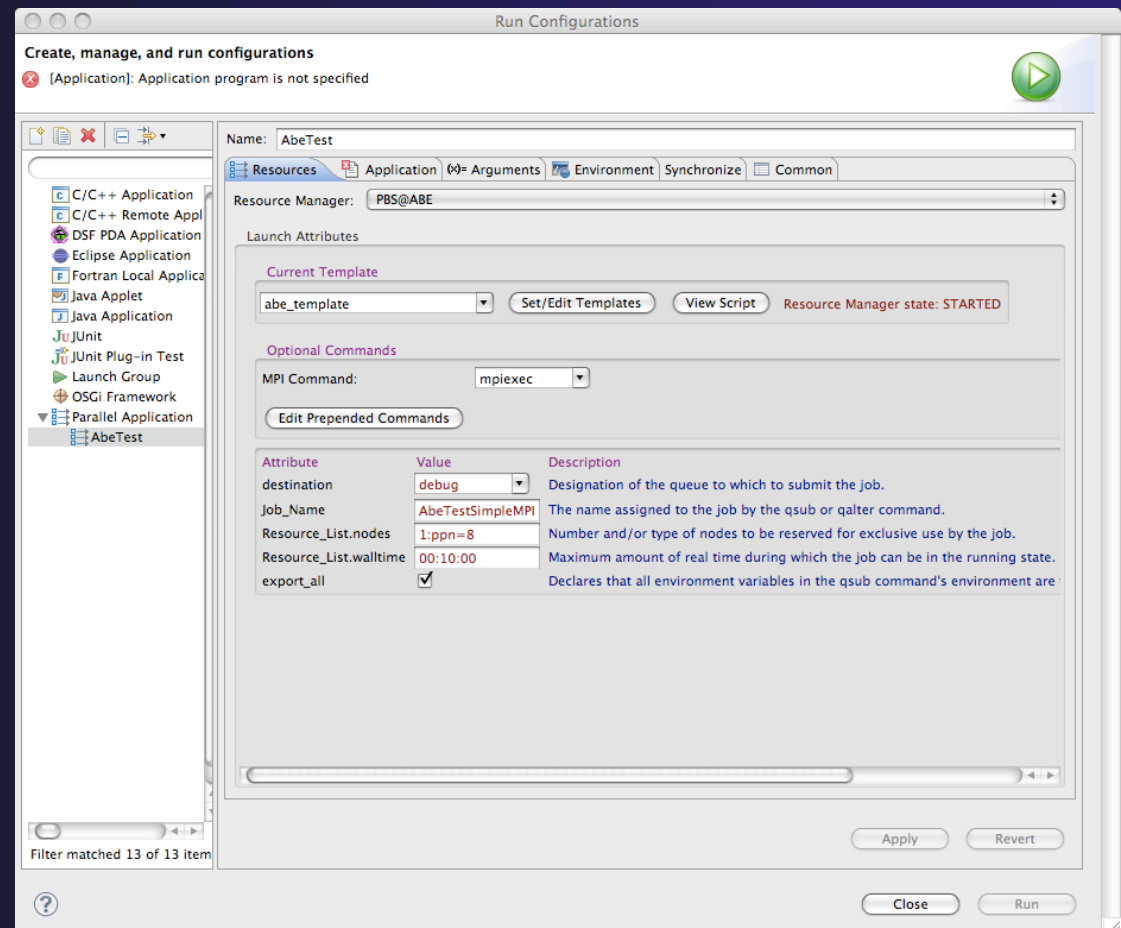 Run Configurations
Create, manage, and run configurations
[Application]: Application program is not specified
Name: AbeTest
Resources Application (x)= Arguments Environment Synchronize Common
C/C++ Application
C/C++ Remote Appl
DSF PDA Application
Eclipse Application
Fortran Local Applica
Java Applet
Java Application
JUnit
JUnit Plug-in Test
Launch Group
OSGi Framework
Parallel Application
AbeTest
Filter matched 13 of 13 item
Resource Manager: PBS@ABE
Launch Attributes
Current Template
abe_template Set/Edit Templates View Script Resource Manager state: STARTED
Optional Commands
MPI Command: mpiexec
Edit Prepended Commands
Attribute Value Description
destination debug Designation of the queue to which to submit the job.
Job_Name AbeTestSimpleMPI The name assigned to the job by the qsub or qalter command.
Resource_List.nodes 1:ppn=8 Number and/or type of nodes to be reserved for exclusive use by the job.
Resource_List.walltime 00:10:00 Maximum amount of real time during which the job can be in the running state.
export_all Declares that all environment variables in the qsub command's environment are
Apply Revert
? Close Run